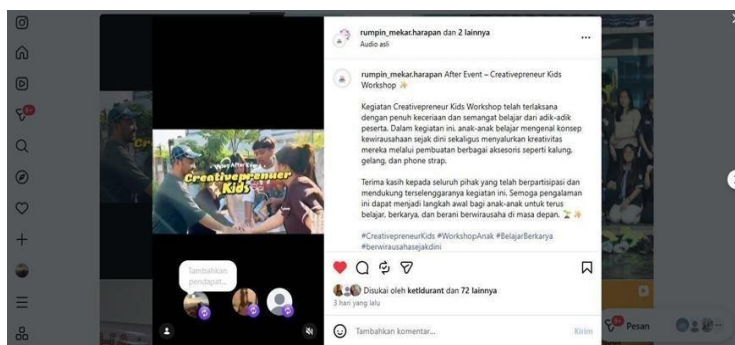 rumpin_mekar.harapan dan 2 lainnya
Audio asli
rumpin_mekar.harapan After Event – Creativepreneur Kids
Workshop ✨
Kegiatan Creativepreneur Kids Workshop telah terlaksana
dengan penuh keceriaan dan semangat belajar dari adik-adik
peserta. Dalam kegiatan ini, anak-anak belajar mengenal konsep
kewirausahaan sejak dini sekaligus menyalurkan kreativitas
mereka melalui pembuatan berbagai aksesoris seperti kalung,
gelang, dan phone strap.
Terima kasih kepada seluruh pihak yang telah berpartisipasi dan
mendukung terselenggaranya kegiatan ini. Semoga pengalaman
ini dapat menjadi langkah awal bagi anak-anak untuk terus
belajar, berkarya, dan berani berwirausaha di masa depan. 🌱 ✨
#CreativepreneurKids #WorkshopAnak #BelajarBerkarya
#berwirausahasejakdini
After
Creativeprenuer
Kids
Tambahkan
pendapat...
Disukai oleh ketldurant dan 72 lainnya
3 hari yang lalu
Tambahkan komentar...
Kirim
9+
9+
Pesan